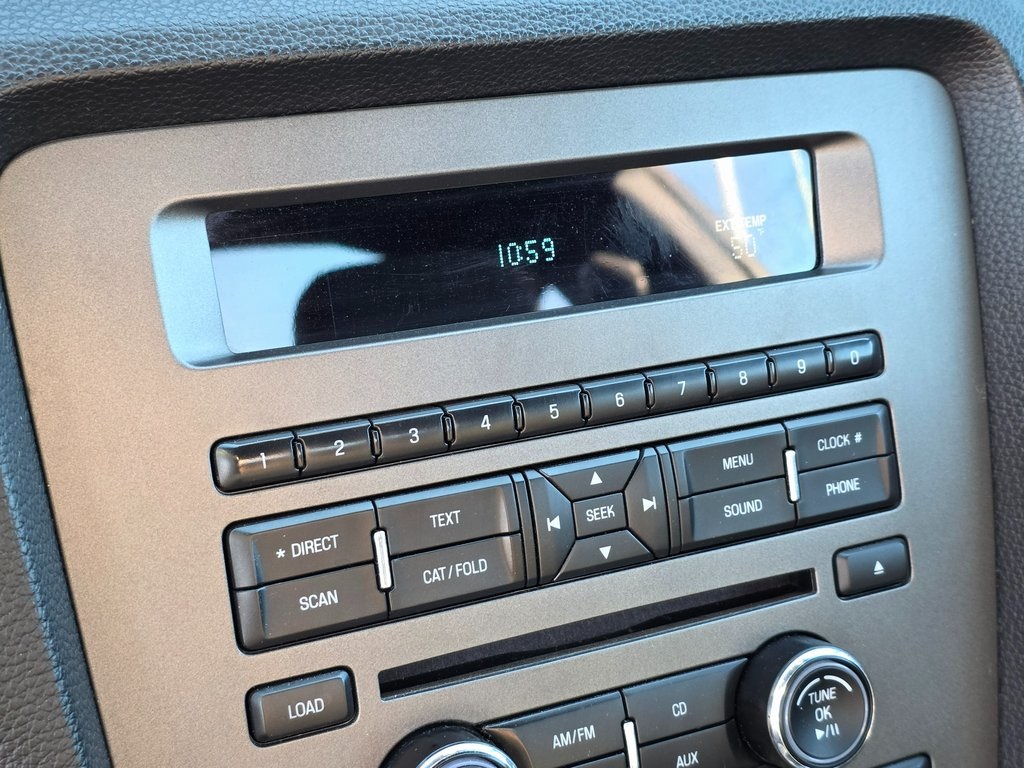 10:59
EXT TEMP
50°F
1 2 3 4 5 6 7 8 9 0
* DIRECT
TEXT
SEEK
MENU
CLOCK #
SCAN
CAT/FOLD
SOUND
PHONE
LOAD
AM/FM
CD
AUX
TUNE
OK